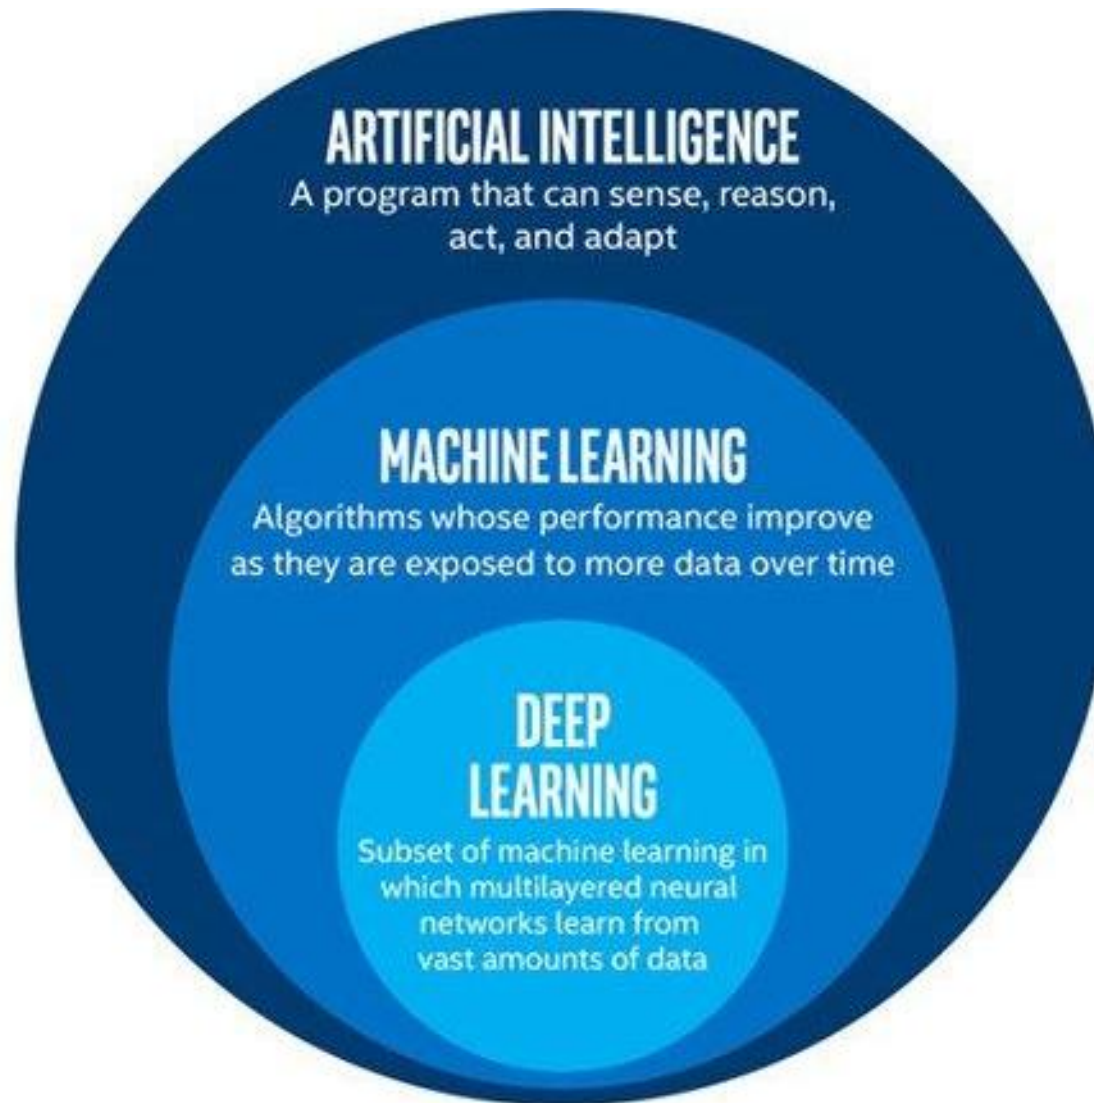 ARTIFICIAL INTELLIGENCE
A program that can sense, reason,
act, and adapt
MACHINE LEARNING
Algorithms whose performance improve
as they are exposed to more data over time
DEEP
LEARNING
Subset of machine learning in
which multilayered neural
networks learn from
vast amounts of data